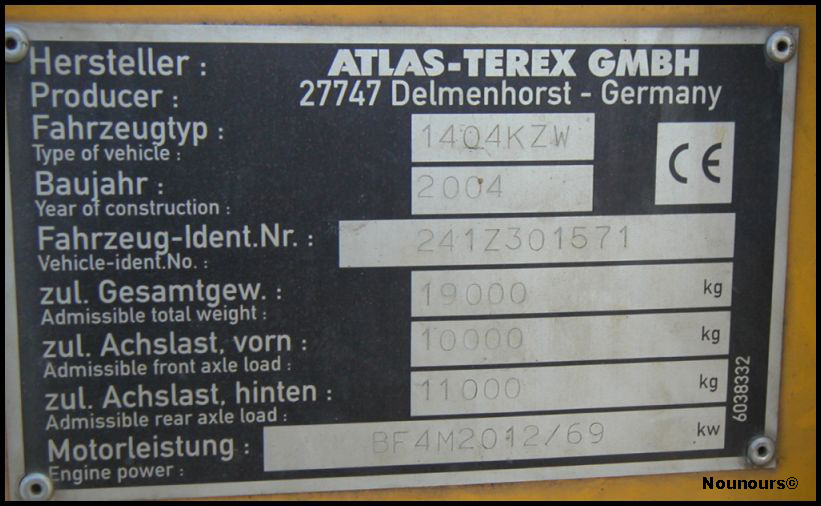 Hersteller : ATLAS-TEREX GMBH
Producer : 27747 Delmenhorst - Germany
Fahrzeugtyp : 1404KZW
Type of vehicle :
CE
Baujahr : 2004
Year of construction :
Fahrzeug-Ident.Nr. : 241Z301571
Vehicle-ident.No. :
zul. Gesamtgew. : 19000 kg
Admissible total weight :
zul. Achslast, vorn : 10000 kg
Admissible front axle load :
zul. Achslast, hinten : 11000 kg
Admissible rear axle load :
Motorleistung : BF4M2012/69 kw
Engine power :
6038332
Nounours©